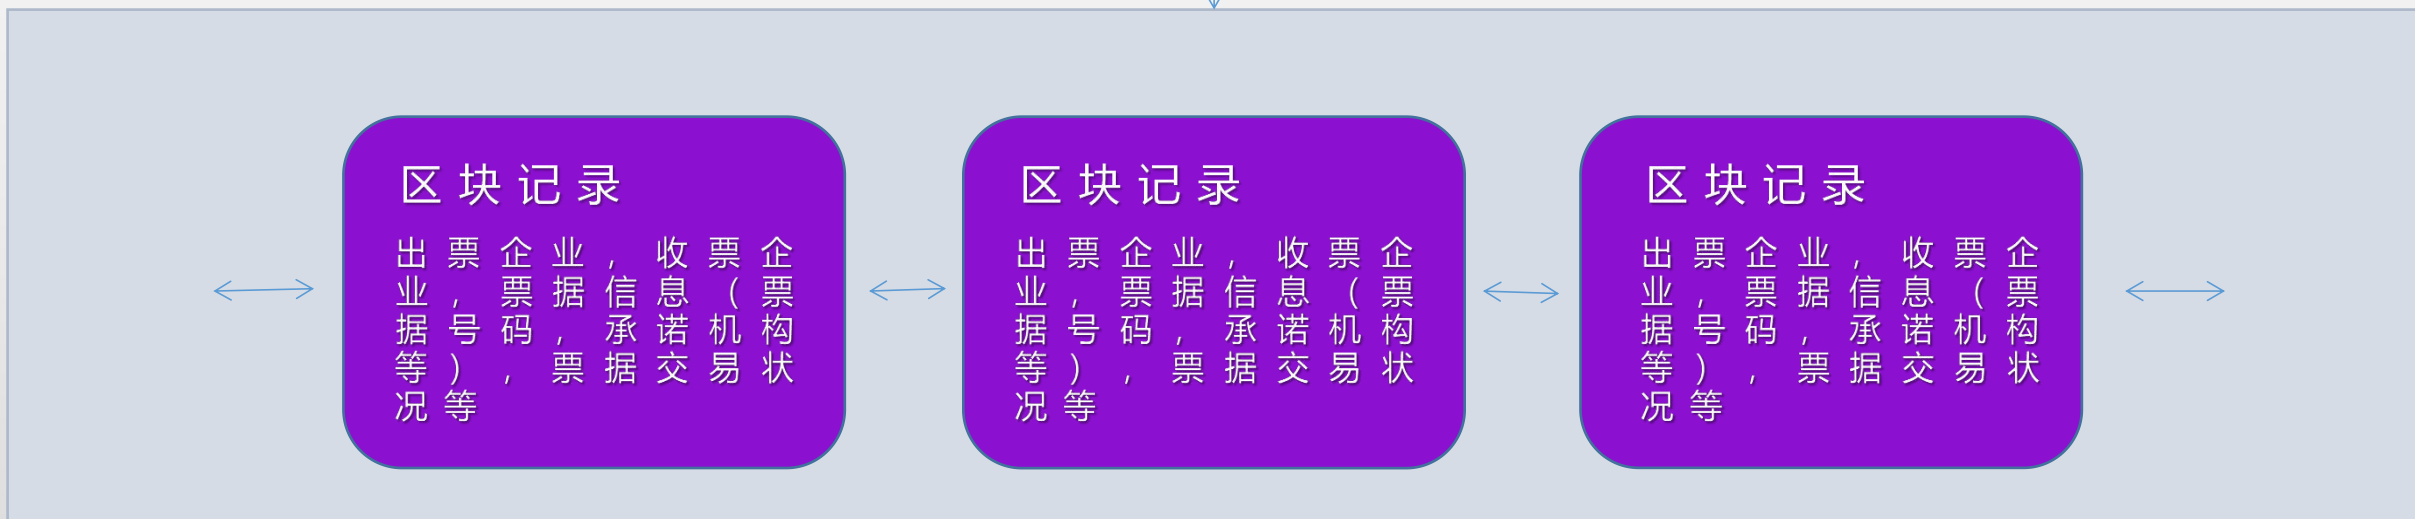 区块记录
出票企业，收票企
业，票据信息（票
据号码，承诺机构
等），票据交易状
况等
区块记录
出票企业，收票企
业，票据信息（票
据号码，承诺机构
等），票据交易状
况等
区块记录
出票企业，收票企
业，票据信息（票
据号码，承诺机构
等），票据交易状
况等